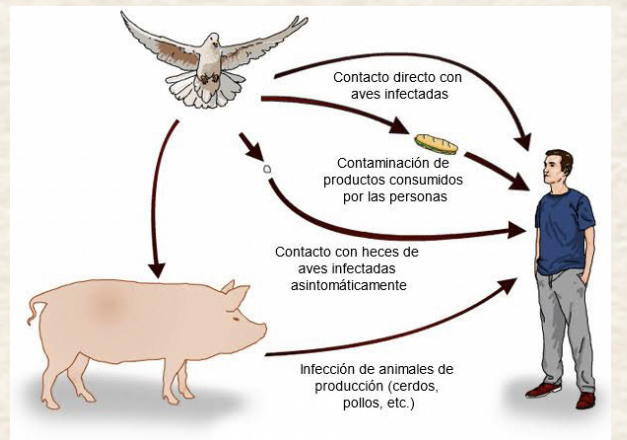 Contacto directo con
aves infectadas
Contaminación de
productos consumidos
por las personas
Contacto con heces de
aves infectadas
asintomáticamente
Infección de animales de
producción (cerdos,
pollos, etc.)